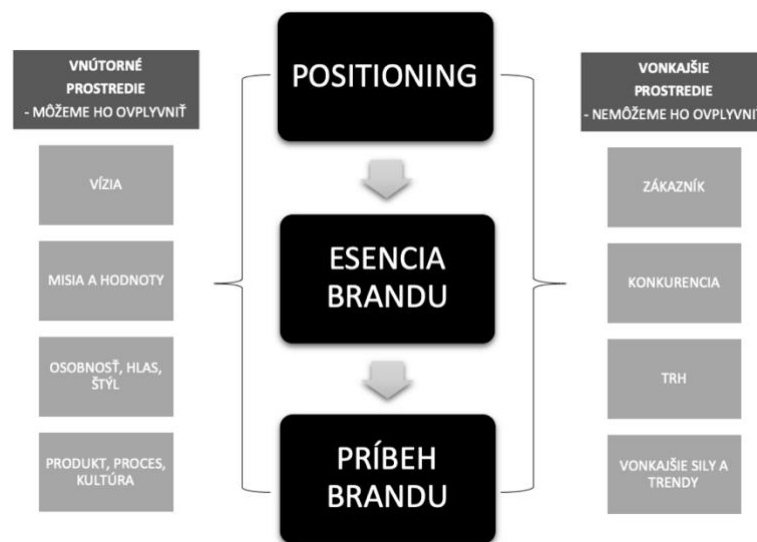 VNÚTORNÉ
PROSTREDIE
- MÔŽEME HO OVPLYVNIŤ
VÍZIA
MISIA A HODNOTY
OSOBNOSŤ, HLAS,
ŠTÝL
PRODUKT, PROCES,
KULTÚRA
POSITIONING
ESENCIA
BRANDU
PRÍBEH
BRANDU
VONKAJŠIE
PROSTREDIE
- NEMÔŽEME HO OVPLYVNIŤ
ZÁKAZNÍK
KONKURENCIA
TRH
VONKAJŠIE SILY A
TRENDY